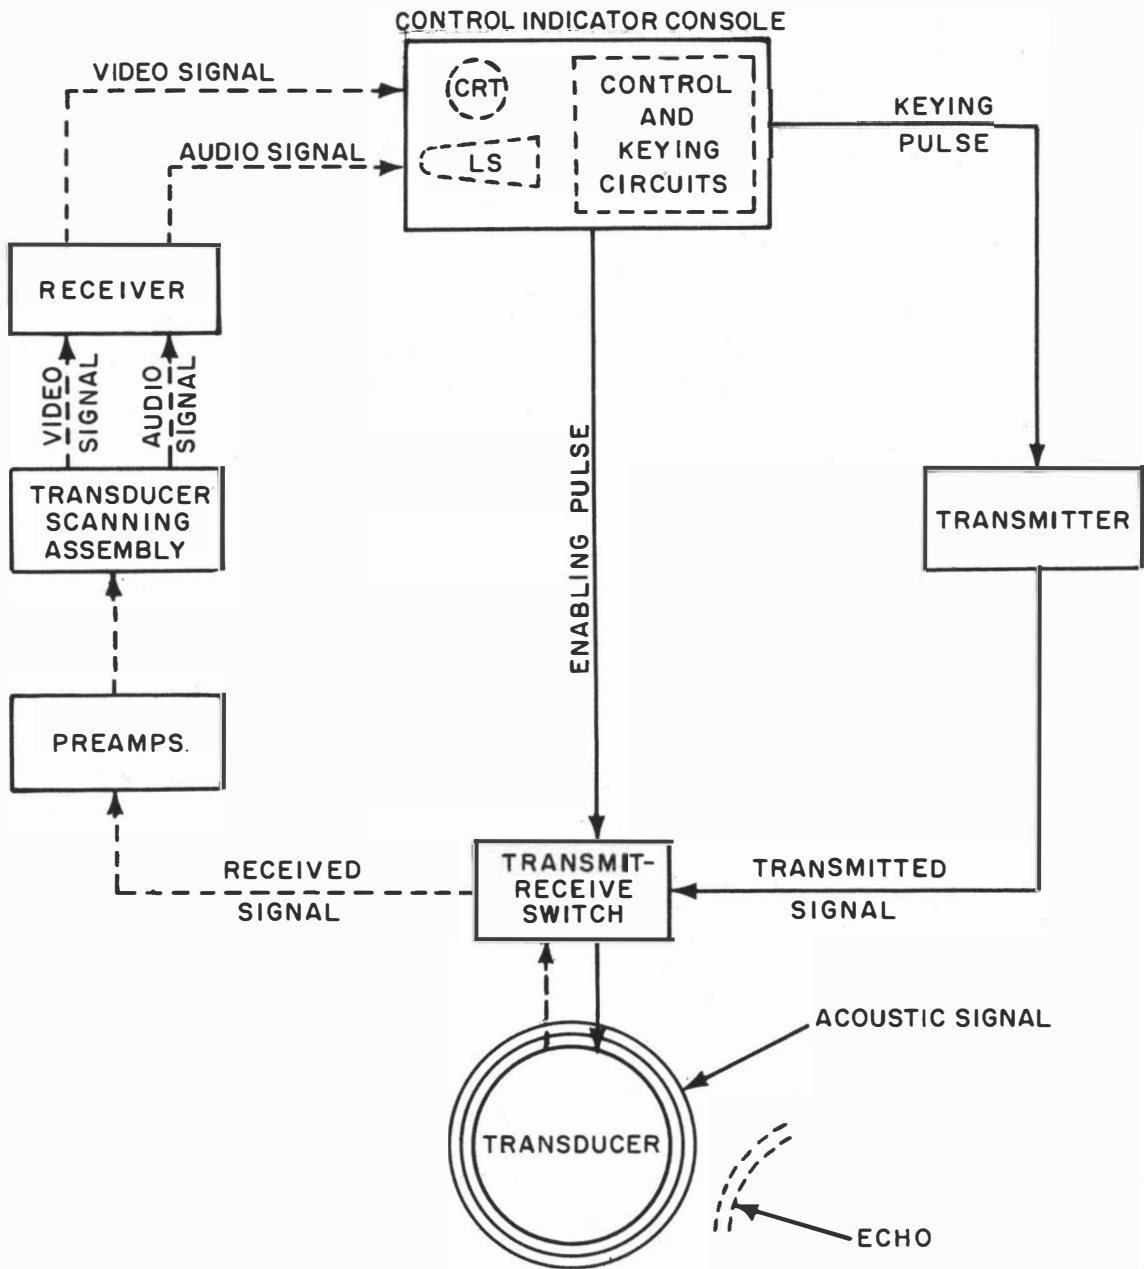 CONTROL INDICATOR CONSOLE
VIDEO SIGNAL
AUDIO SIGNAL
CRT
LS
CONTROL
AND
KEYING
CIRCUITS
KEYING
PULSE
RECEIVER
VIDEO
SIGNAL
AUDIO
SIGNAL
TRANSDUCER
SCANNING
ASSEMBLY
ENABLING PULSE
TRANSMITTER
PREAMPS.
RECEIVED
SIGNAL
TRANSMIT-
RECEIVE
SWITCH
TRANSMITTED
SIGNAL
ACOUSTIC SIGNAL
TRANSDUCER
ECHO